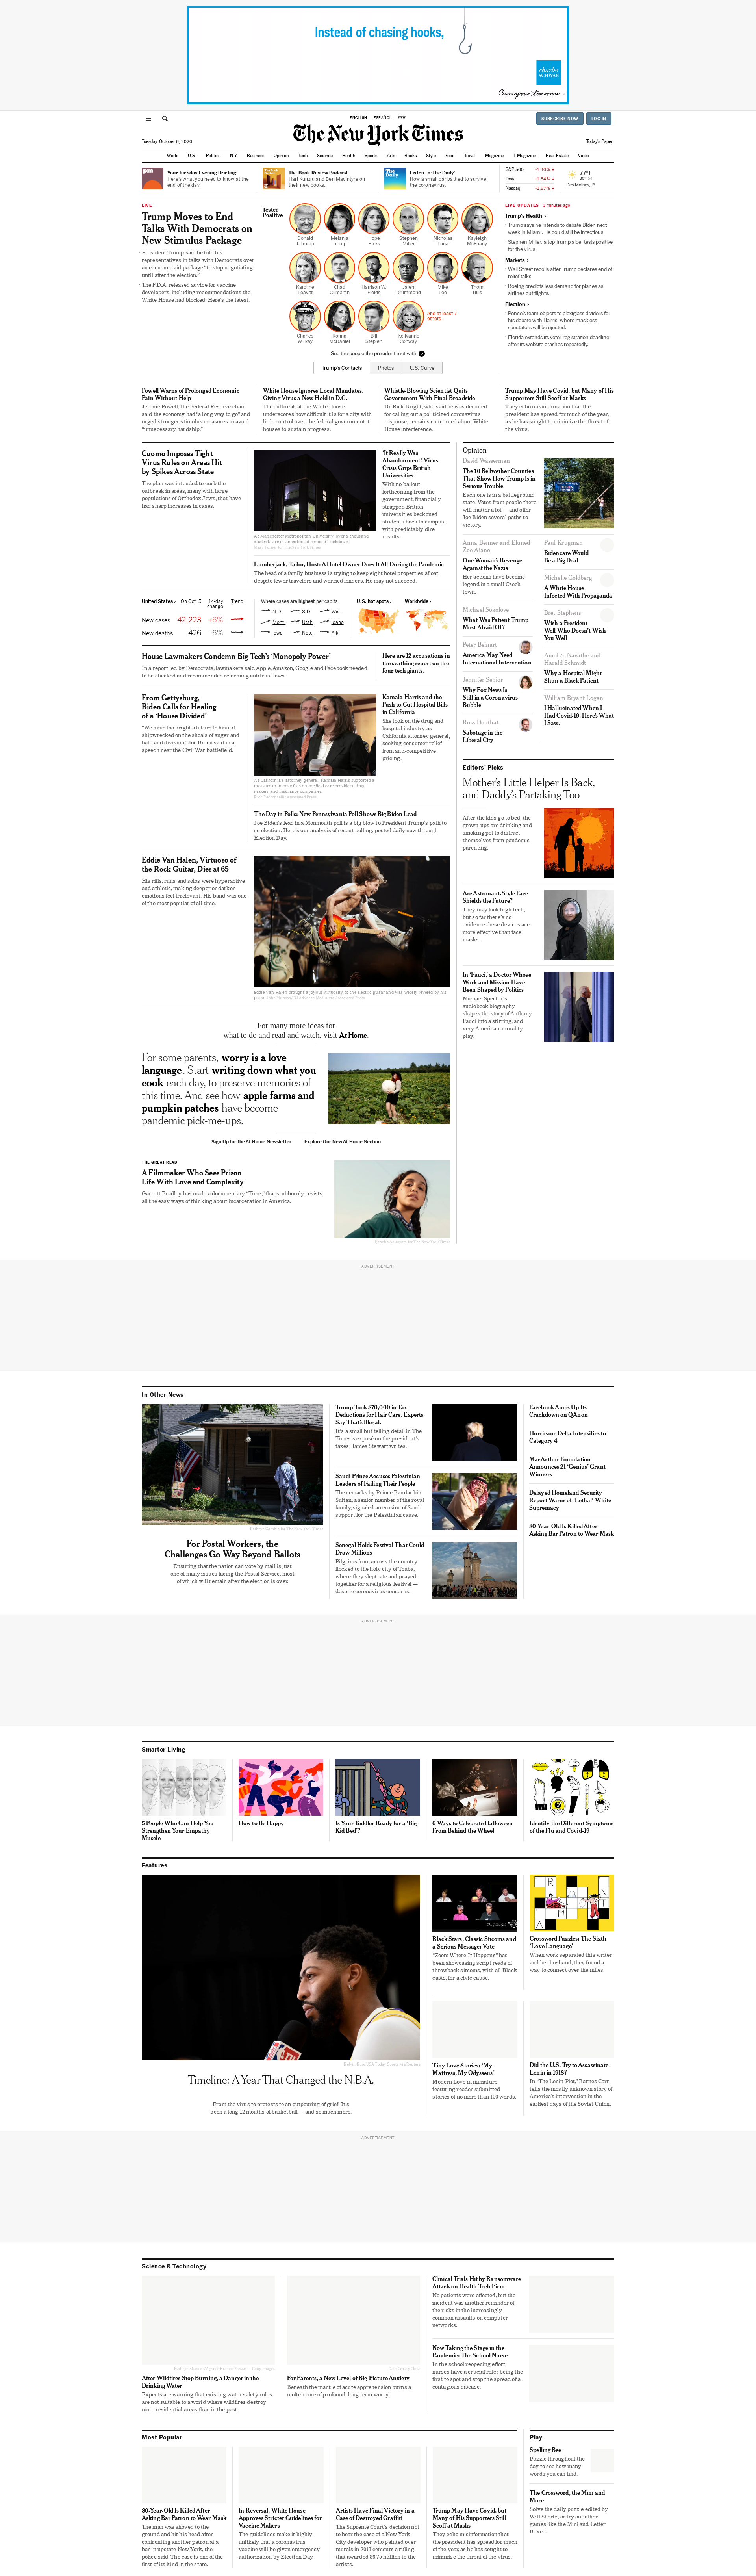 Instead of chasing hooks,
charles
SCHWAB
Own your tomorrow
ENGLISH ESPAÑOL 中文
SUBSCRIBE NOW LOG IN
The New York Times
Tuesday, October 6, 2020
Today's Paper
World U.S. Politics N.Y. Business Opinion Tech Science Health Sports Arts Books Style Food Travel Magazine T Magazine Real Estate Video
Your Tuesday Evening Briefing
Here's what you need to know at the
end of the day.
The Book Review Podcast
Hari Kunzru and Ben Macintyre on
their new books.
Listen to 'The Daily'
How a small bar battled to survive
the coronavirus.
S&P 500 -1.40% ↓
Dow -1.34% ↓
Nasdaq -1.57% ↓
77°F
Des Moines, IA
LIVE
Trump Moves to End
Talks With Democrats on
New Stimulus Package
President Trump said he told his
representatives in talks with Democrats over
an economic aid package “to stop negotiating
until after the election.”
The F.D.A. released advice for vaccine
developers, including recommendations the
White House had blocked. Here's the latest.
Tested
Positive
Donald
J. Trump
Melania
Trump
Hope
Hicks
Stephen
Miller
Nicholas
Luna
Kayleigh
McEnany
Karoline
Leavitt
Chad
Gilmartin
Harrison W.
Fields
Jalen
Drummond
Mike
Lee
Thom
Tillis
Charles
W. Ray
Ronna
McDaniel
Bill
Stepien
Kellyanne
Conway
And at least 7
others.
See the people the president met with
Trump's Contacts Photos U.S. Curve
LIVE UPDATES 3 minutes ago
Trump's Health ›
Trump says he intends to debate Biden next
week in Miami. He could still be infectious.
Stephen Miller, a top Trump aide, tests positive
for the virus.
Markets ›
Wall Street recoils after Trump declares end of
relief talks.
Boeing predicts less demand for planes as
airlines cut flights.
Election ›
Pence's team objects to plexiglass dividers for
his debate with Harris, where maskless
spectators will be ejected.
Florida extends its voter registration deadline
after its website crashes repeatedly.
Powell Warns of Prolonged Economic
Pain Without Help
Jerome Powell, the Federal Reserve chair,
said the economy had “a long way to go” and
urged stronger stimulus measures to avoid
“unnecessary hardship.”
White House Ignores Local Mandates,
Giving Virus a New Hold in D.C.
The outbreak at the White House
underscores how difficult it is for a city with
little control over the federal government it
houses to sustain progress.
Whistle-Blowing Scientist Quits
Government With Final Broadside
Dr. Rick Bright, who said he was demoted
for calling out a politicized coronavirus
response, resigned amid concerns about
White House interference.
Trump May Have Covid, but Many of His
Supporters Still Scoff at Masks
They echo misinformation that the
president has spread for much of the year,
as he has sought to minimize the threat of
the virus.
Cuomo Imposes Tight
Virus Rules on Areas Hit
by Spikes Across State
The plan was intended to curb the
outbreak in areas, many with large
populations of Orthodox Jews, that have
had sharp increases in cases.
At Manchester Metropolitan University, over a thousand
students are in an enforced period of lockdown.
‘It Really Was
Abandonment.’ Virus
Crisis Grips British
Universities
With no bailout
forthcoming from the
government, financially
strapped British
universities beckoned
students back to campus,
with predictably dire
results.
Lumberjack, Tailor, Host: A Hotel Owner Does It All During the Pandemic
The head of a family business is trying to keep eight hotel properties afloat
despite fewer travelers and worried lenders. He may not succeed.
United States › On Oct. 5 14-day
change Trend
New cases 42,223 +6%
New deaths 426 –6%
Where cases are highest per capita
N.D. S.D. Wis.
Mont. Utah Idaho
Iowa Neb. Ark.
U.S. hot spots ›
Worldwide ›
House Lawmakers Condemn Big Tech's ‘Monopoly Power’
In a report led by Democrats, lawmakers said Apple, Amazon, Google and Facebook needed
to be checked and recommended reforming antitrust laws.
Here are 12 accusations in
the scathing report on the
four tech giants.
From Gettysburg,
Biden Calls for Healing
of a ‘House Divided’
“We have too bright a future to have it
shipwrecked on the shoals of anger and
hate and division,” Joe Biden said in a
speech near the Civil War battlefield.
As California's attorney general, Kamala Harris supported a
measure to impose fees on medical care providers, drug
makers and insurance companies.
Kamala Harris and the
Push to Cut Hospital Bills
in California
She took on the drug and
hospital industry as
California attorney general,
seeking consumer relief
from anti-competitive
pricing.
The Day in Polls: New Pennsylvania Poll Shows Big Biden Lead
Joe Biden's lead in a Monmouth poll is a big blow to President Trump's path to
re-election. Here's our analysis of recent polling, posted daily now through
Election Day.
Eddie Van Halen, Virtuoso of
the Rock Guitar, Dies at 65
His riffs, runs and solos were hyperactive
and athletic, making deeper or darker
emotions feel irrelevant. His band was one
of the most popular of all time.
Eddie Van Halen brought a joyous virtuosity to the electric guitar and was widely revered by his
peers.
For many more ideas for
what to do and read and watch, visit At Home.
For some parents, worry is a love
language. Start writing down what you
cook each day, to preserve memories of
this time. And see how apple farms and
pumpkin patches have become
pandemic pick-me-ups.
Sign Up for the At Home Newsletter Explore Our New At Home Section
THE GREAT READ
A Filmmaker Who Sees Prison
Life With Love and Complexity
Garrett Bradley has made a documentary, “Time,” that stubbornly resists
all the easy ways of thinking about incarceration in America.
Opinion
David Wasserman
The 10 Bellwether Counties
That Show How Trump Is in
Serious Trouble
Each one is in a battleground
state. Votes from people there
will matter a lot — and offer
Joe Biden several paths to
victory.
Anna Benner and Eluned
Zoe Aiano
One Woman's Revenge
Against the Nazis
Her actions have become
legend in a small Czech
town.
Michael Sokolove
What Was Patient Trump
Most Afraid Of?
Peter Beinart
America May Need
International Intervention
Jennifer Senior
Why Fox News Is
Still in a Coronavirus
Bubble
Ross Douthat
Sabotage in the
Liberal City
Paul Krugman
Bidencare Would
Be a Big Deal
Michelle Goldberg
A White House
Infected With Propaganda
Bret Stephens
Wish a President
Well Who Doesn't Wish
You Well
Amol S. Navathe and
Harald Schmidt
Why a Hospital Might
Shun a Black Patient
William Bryant Logan
I Hallucinated When I
Had Covid-19. Here's What
I Saw.
Editors' Picks
Mother's Little Helper Is Back,
and Daddy's Partaking Too
After the kids go to bed, the
grown-ups are drinking and
smoking pot to distract
themselves from pandemic
parenting.
Are Astronaut-Style Face
Shields the Future?
They may look high-tech,
but so far there's no
evidence these devices are
more effective than face
masks.
In ‘Fauci,’ a Doctor Whose
Work and Mission Have
Been Shaped by Politics
Michael Specter's
audiobook biography
shapes the story of Anthony
Fauci into a stirring, and
very American, morality
play.
ADVERTISEMENT
In Other News
For Postal Workers, the
Challenges Go Way Beyond Ballots
Ensuring that the nation can vote by mail is just
one of many issues facing the Postal Service, most
of which will remain after the election is over.
Trump Took $70,000 in Tax
Deductions for Hair Care. Experts
Say That's Illegal.
It's a small but telling detail in The
Times's exposé on the president's
taxes, James Stewart writes.
Saudi Prince Accuses Palestinian
Leaders of Failing Their People
The remarks by Prince Bandar bin
Sultan, a senior member of the royal
family, signaled an erosion of Saudi
support for the Palestinian cause.
Senegal Holds Festival That Could
Draw Millions
Pilgrims from across the country
flocked to the holy city of Touba,
where they slept, ate and prayed
together for a religious festival —
despite coronavirus concerns.
Facebook Amps Up Its
Crackdown on QAnon
Hurricane Delta Intensifies to
Category 4
MacArthur Foundation
Announces 21 ‘Genius’ Grant
Winners
Delayed Homeland Security
Report Warns of ‘Lethal’ White
Supremacy
80-Year-Old Is Killed After
Asking Bar Patron to Wear Mask
ADVERTISEMENT
Smarter Living
5 People Who Can Help You
Strengthen Your Empathy
Muscle
How to Be Happy
Is Your Toddler Ready for a ‘Big
Kid Bed’?
6 Ways to Celebrate Halloween
From Behind the Wheel
Identify the Different Symptoms
of the Flu and Covid-19
Features
Timeline: A Year That Changed the N.B.A.
From the virus to protests to an outpouring of grief. It's
been a long 12 months of basketball — and so much more.
Black Stars, Classic Sitcoms and
a Serious Message: Vote
“Zoom Where It Happens” has
been showcasing script reads of
throwback sitcoms, with all-Black
casts, for a civic cause.
Crossword Puzzles: The Sixth
‘Love Language’
When work separated this writer
and her husband, they found a
way to connect over the miles.
Tiny Love Stories: ‘My
Mattress, My Odysseus’
Modern Love in miniature,
featuring reader-submitted
stories of no more than 100 words.
Did the U.S. Try to Assassinate
Lenin in 1918?
In “The Lenin Plot,” Barnes Carr
tells the mostly unknown story of
America's intervention in the
earliest days of the Soviet Union.
ADVERTISEMENT
Science & Technology
After Wildfires Stop Burning, a Danger in the
Drinking Water
Experts are warning that existing water safety rules
are not suitable to a world where wildfires destroy
more residential areas than in the past.
For Parents, a New Level of Big-Picture Anxiety
Beneath the mantle of acute apprehension burns a
molten core of profound, long-term worry.
Clinical Trials Hit by Ransomware
Attack on Health Tech Firm
No patients were affected, but the
incident was another reminder of
the risks in the increasingly
common assaults on computer
networks.
Now Taking the Stage in the
Pandemic: The School Nurse
In the school reopening effort,
nurses have a crucial role: being the
first to spot and stop the spread of a
contagious disease.
Most Popular
80-Year-Old Is Killed After
Asking Bar Patron to Wear Mask
The man was shoved to the
ground and hit his head after
confronting another patron at a
bar in upstate New York, the
police said. The case is one of the
first of its kind in the state.
In Reversal, White House
Approves Stricter Guidelines for
Vaccine Makers
The guidelines make it highly
unlikely that a coronavirus
vaccine will be given emergency
authorization by Election Day.
Artists Have Final Victory in a
Case of Destroyed Graffiti
The Supreme Court's decision not
to hear the case of a New York
City developer who painted over
murals in 2013 cements a ruling
that awarded $6.75 million to the
artists.
Trump May Have Covid, but
Many of His Supporters Still
Scoff at Masks
They echo misinformation that
the president has spread for much
of the year, as he has sought to
minimize the threat of the virus.
Play
Spelling Bee
Puzzle throughout the
day to see how many
words you can find.
The Crossword, the Mini and
More
Solve the daily puzzle edited by
Will Shortz, or try out other
games like the Mini and Letter
Boxed.